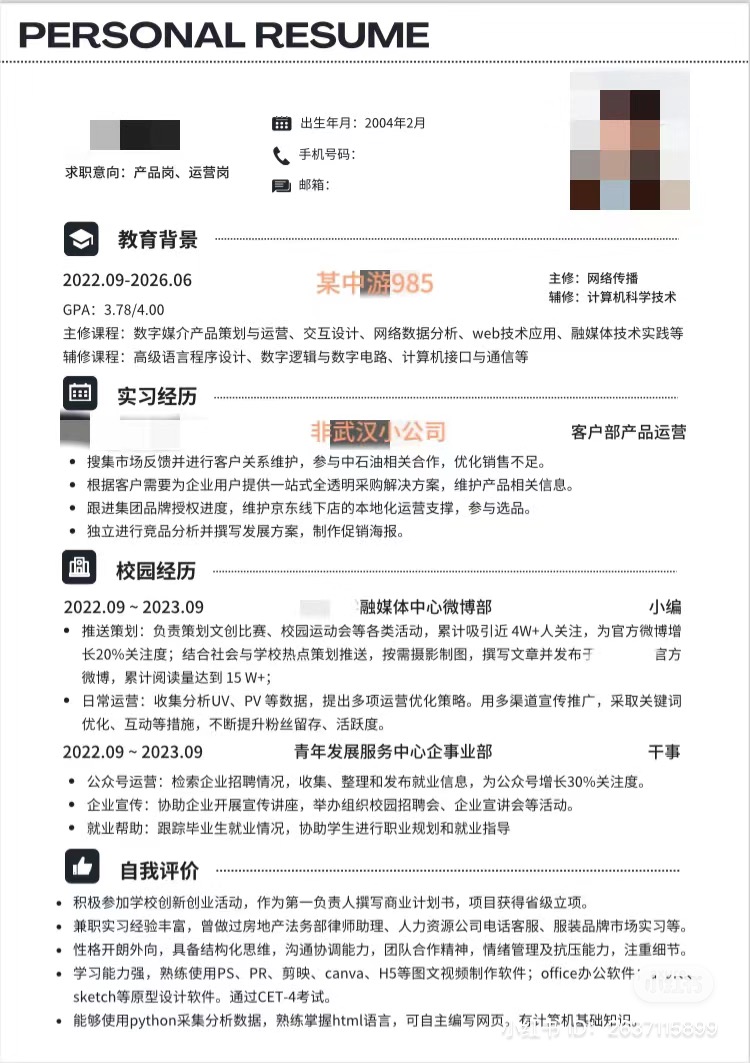 PERSONAL RESUME
出生年月：2004年2月
手机号码：
求职意向：产品岗、运营岗
邮箱：
教育背景
2022.09-2026.06 某中游985 主修：网络传播
辅修：计算机科学技术
GPA：3.78/4.00
主修课程：数字媒介产品策划与运营、交互设计、网络数据分析、web技术应用、融媒体技术实践等
辅修课程：高级语言程序设计、数字逻辑与数字电路、计算机接口与通信等
实习经历
非武汉小公司 客户部产品运营
• 搜集市场反馈并进行客户关系维护，参与中石油相关合作，优化销售不足。
• 根据客户需要为企业用户提供一站式全透明采购解决方案，维护产品相关信息。
• 跟进集团品牌授权进度，维护京东线下店的本地化运营支撑，参与选品。
• 独立进行竞品分析并撰写发展方案，制作促销海报。
校园经历
2022.09 ~ 2023.09 融媒体中心微博部 小编
• 推送策划：负责策划文创比赛、校园运动会等各类活动，累计吸引近 4W+人关注，为官方微博增
长20%关注度；结合社会与学校热点策划推送，按需摄影制图，撰写文章并发布于 官方
微博，累计阅读量达到 15 W+；
• 日常运营：收集分析UV、PV 等数据，提出多项运营优化策略。用多渠道宣传推广，采取关键词
优化、互动等措施，不断提升粉丝留存、活跃度。
2022.09 ~ 2023.09 青年发展服务中心企事业部 干事
• 公众号运营：检索企业招聘情况，收集、整理和发布就业信息，为公众号增长30%关注度。
• 企业宣传：协助企业开展宣传讲座，举办组织校园招聘会、企业宣讲会等活动。
• 就业帮助：跟踪毕业生就业情况，协助学生进行职业规划和就业指导
自我评价
• 积极参加学校创新创业活动，作为第一负责人撰写商业计划书，项目获得省级立项。
• 兼职实习经验丰富，曾做过房地产法务部律师助理、人力资源公司电话客服、服装品牌市场实习等。
• 性格开朗外向，具备结构化思维，沟通协调能力，团队合作精神，情绪管理及抗压能力，注重细节。
• 学习能力强，熟练使用PS、PR、剪映、canva、H5等图文视频制作软件；office办公软件；
sketch等原型设计软件。通过CET-4考试。
• 能够使用python采集分析数据，熟练掌握html语言，可自主编写网页。有计算机基础知识。
小红书
小红书 ID：2637115899